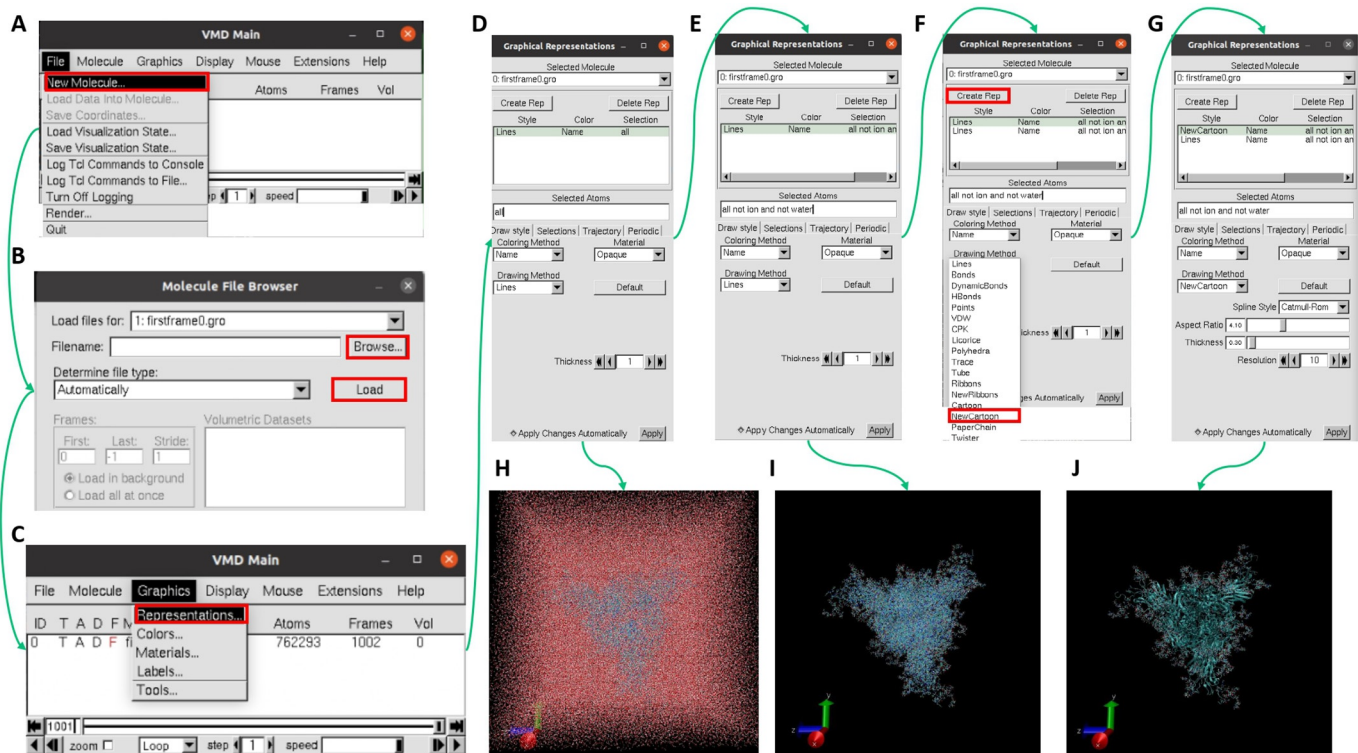 A
VMD Main
File Molecule Graphics Display Mouse Extensions Help
New Molecule...
Atoms Frames Vol
Load Data Into Molecule...
Save Coordinates...
Load Visualization State...
Save Visualization State...
Log Tcl Commands to Console
Log Tcl Commands to File...
Turn Off Logging
1 speed
Render...
Quit
B
Molecule File Browser
Load files for: 1: firstframe0.gro
Filename: Browse...
Determine file type:
Automatically Load
Frames: Volumetric Datasets
First: Last: Stride:
0 -1 1
Load in background
Load all at once
C
VMD Main
File Molecule Graphics Display Mouse Extensions Help
Representations...
ID T A D F Atoms Frames Vol
0 T A D F 762293 1002 0
Colors...
Materials...
Labels...
Tools...
1001
zoom Loop step 1 speed
D
Graphical Representations
Selected Molecule
0: firstframe0.gro
Create Rep Delete Rep
Style Color Selection
Lines Name all
Selected Atoms
all
Draw style Selections Trajectory Periodic
Coloring Method Material
Name Opaque
Drawing Method
Lines Default
Thickness 1
Apply Changes Automatically Apply
E
Graphical Representations
Selected Molecule
0: firstframe0.gro
Create Rep Delete Rep
Style Color Selection
Lines Name all not ion an
Selected Atoms
all not ion and not water
Draw style Selections Trajectory Periodic
Coloring Method Material
Name Opaque
Drawing Method
Lines Default
Thickness 1
Apply Changes Automatically Apply
F
Graphical Representations
Selected Molecule
0: firstframe0.gro
Create Rep Delete Rep
Style Color Selection
Lines Name all not ion an
Lines Name all not ion an
Selected Atoms
all not ion and not water
Draw style Selections Trajectory Periodic
Coloring Method Material
Name Opaque
Drawing Method
Default
Lines
Bonds
DynamicBonds
HBonds
Points
VDW
CPK
ickness 1
Licorice
Polyhedra
Trace
Tube
Ribbons
NewRibbons
ges Automatically Apply
Cartoon
NewCartoon
PaperChain
Twister
G
Graphical Representations
Selected Molecule
0: firstframe0.gro
Create Rep Delete Rep
Style Color Selection
NewCartoon Name all not ion an
Lines Name all not ion an
Selected Atoms
all not ion and not water
Draw style Selections Trajectory Periodic
Coloring Method Material
Name Opaque
Drawing Method
NewCartoon Default
Spline Style Catmull-Rom
Aspect Ratio 4.10
Thickness 0.30
Resolution 10
Apply Changes Automatically Apply
H
I
y
z
J
y
z